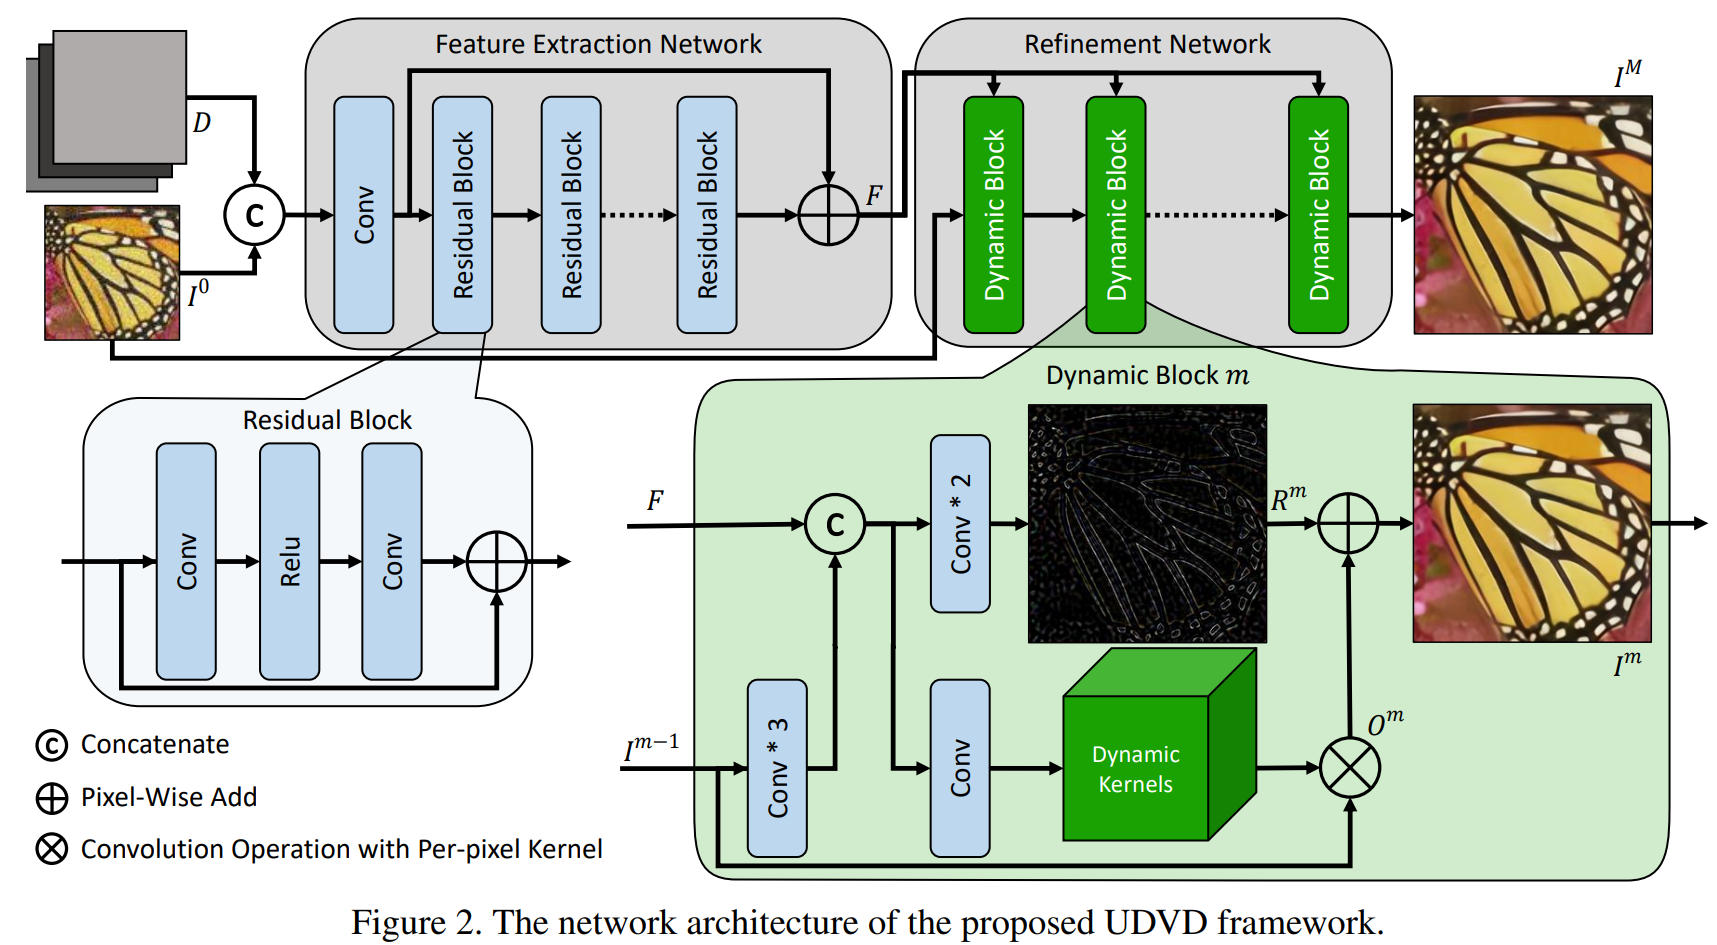 Feature Extraction Network
Refinement Network
I^M
D
C
I^0
Conv
Residual Block
Residual Block
Residual Block
F
Dynamic Block
Dynamic Block
Dynamic Block
Residual Block
Conv
Relu
Conv
Dynamic Block m
F
C
Conv * 2
R^m
I^m
I^{m-1}
Conv * 3
Conv
Dynamic
Kernels
O^m
C Concatenate
Pixel-Wise Add
Convolution Operation with Per-pixel Kernel
Figure 2. The network architecture of the proposed UDVD framework.